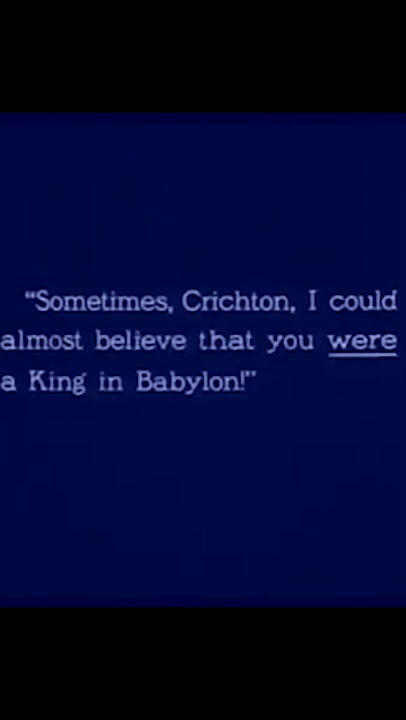 “Sometimes, Crichton, I could
almost believe that you were
a King in Babylon!”